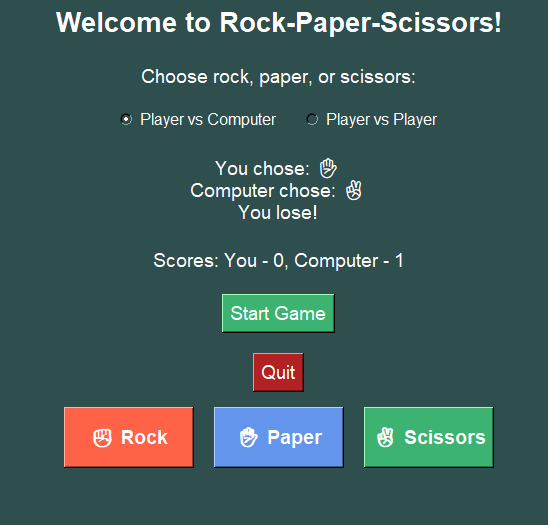 Welcome to Rock-Paper-Scissors!
Choose rock, paper, or scissors:
Player vs Computer Player vs Player
You chose: ✋
Computer chose: ✌
You lose!
Scores: You - 0, Computer - 1
Start Game
Quit
✊ Rock ✋ Paper ✌ Scissors